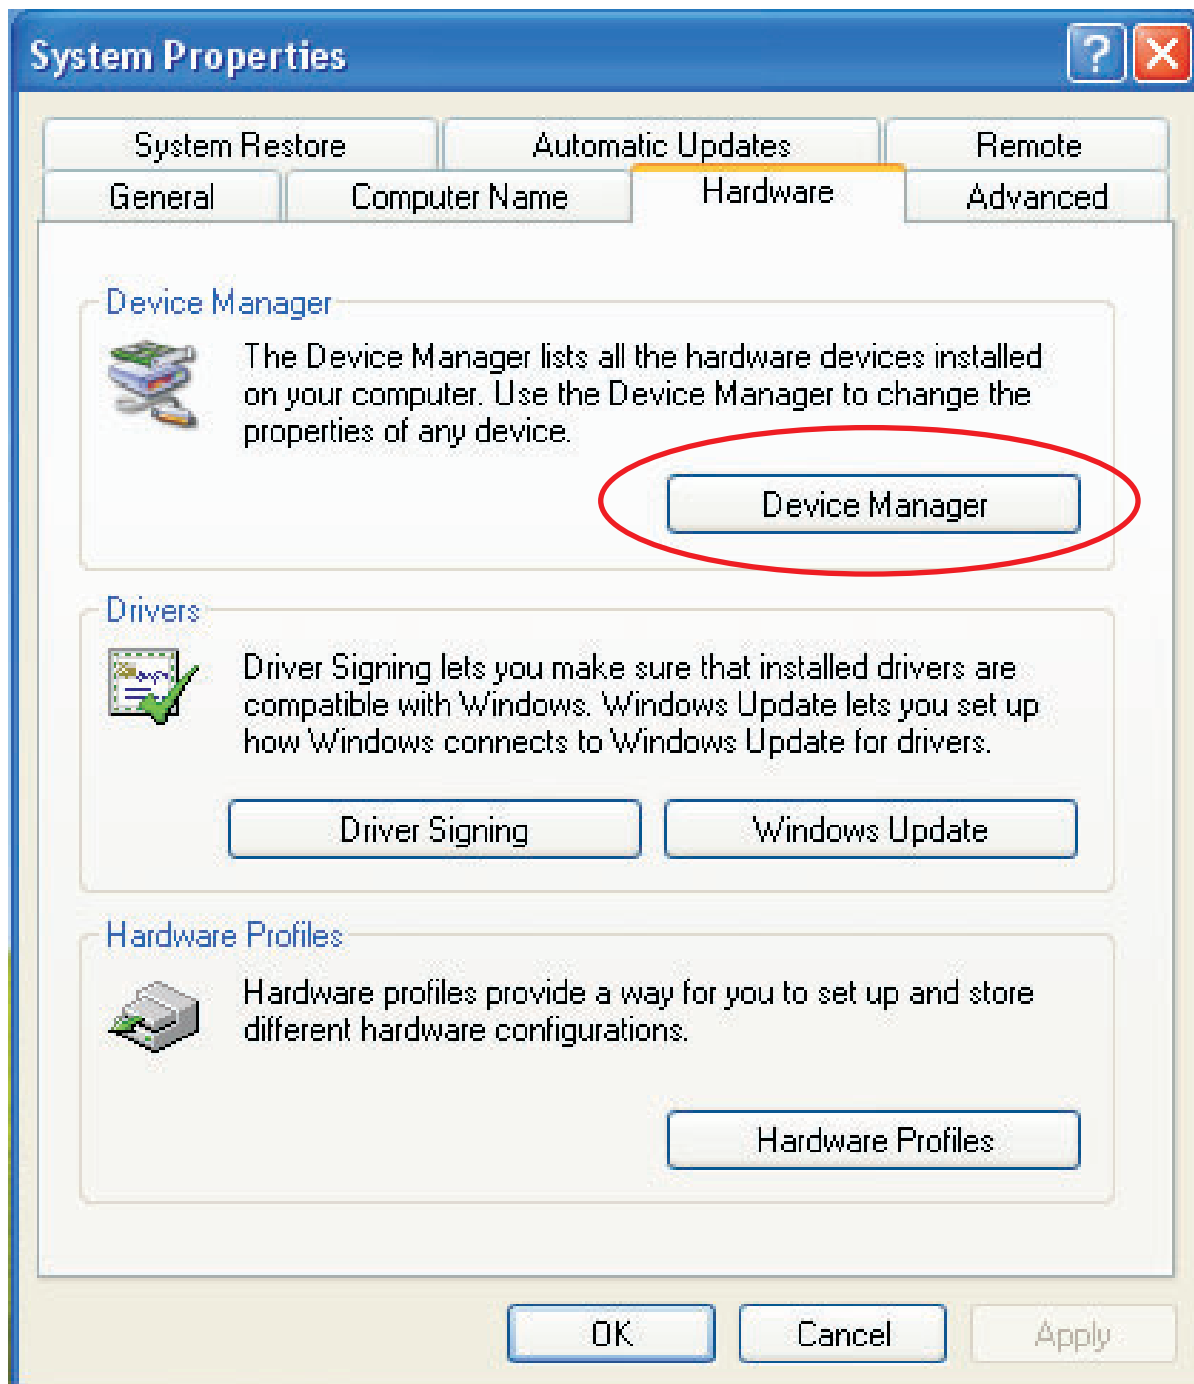 System Properties
?
System Restore
Automatic Updates
Remote
General
Computer Name
Hardware
Advanced
Device Manager
The Device Manager lists all the hardware devices installed
on your computer. Use the Device Manager to change the
properties of any device.
Device Manager
Drivers
Driver Signing lets you make sure that installed drivers are
compatible with Windows. Windows Update lets you set up
how Windows connects to Windows Update for drivers.
Driver Signing
Windows Update
Hardware Profiles
Hardware profiles provide a way for you to set up and store
different hardware configurations.
Hardware Profiles
OK
Cancel
Apply